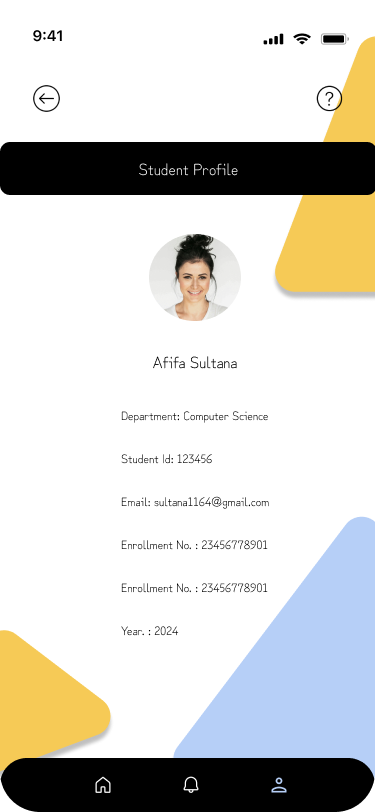 9:41
?
Student Profile
Afifa Sultana
Department: Computer Science
Student Id: 123456
Email: sultana1164@gmail.com
Enrollment No. : 23456778901
Enrollment No. : 23456778901
Year. : 2024